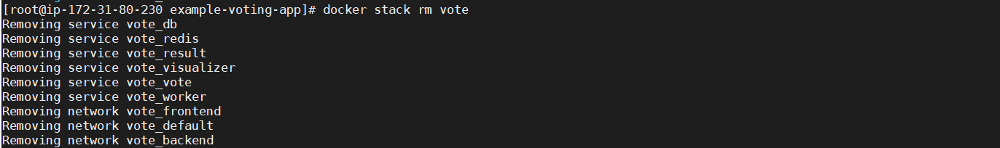 [root@ip-172-31-80-230 example-voting-app]# docker stack rm vote
Removing service vote_db
Removing service vote_redis
Removing service vote_result
Removing service vote_visualizer
Removing service vote_vote
Removing service vote_worker
Removing network vote_frontend
Removing network vote_default
Removing network vote_backend